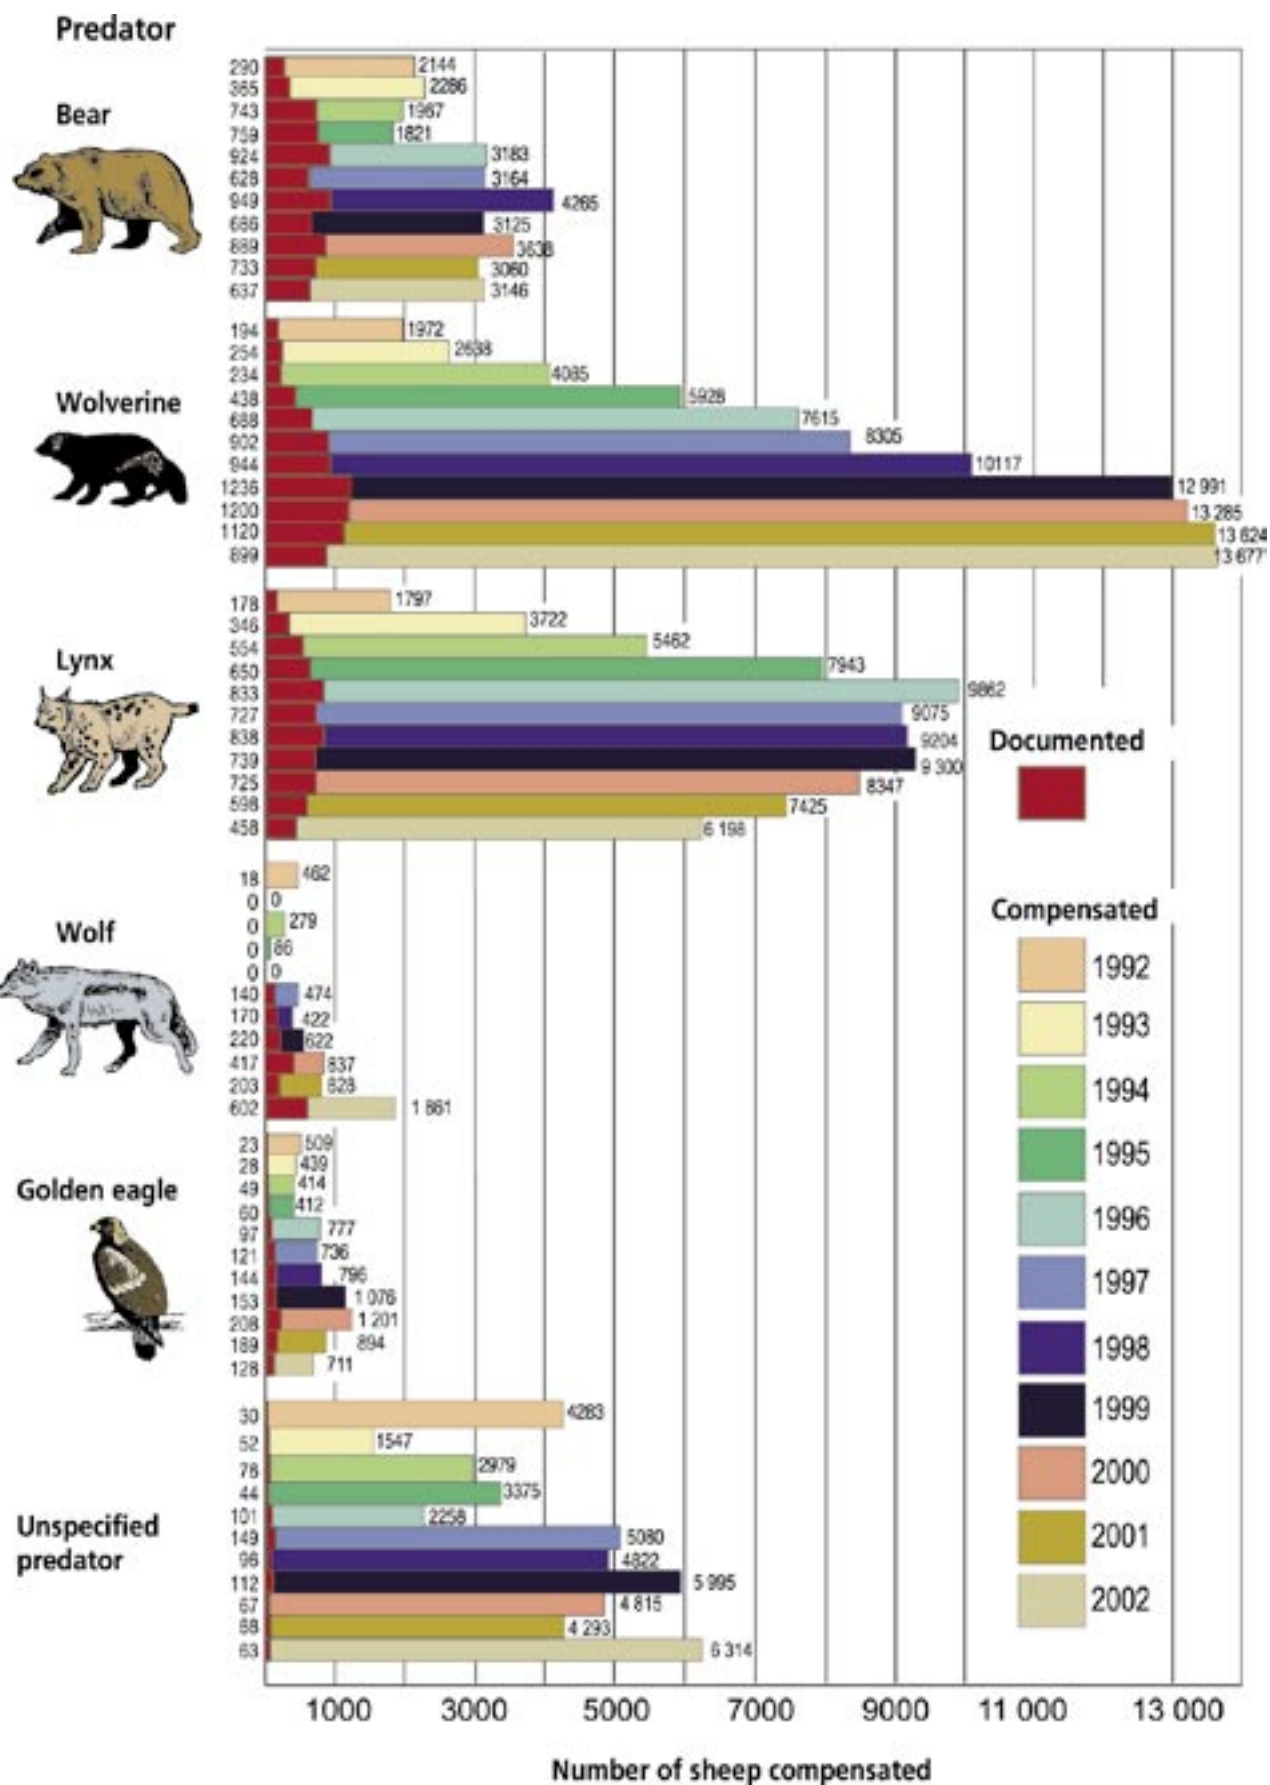 Predator
Bear
290 2144
365 2286
743 1967
759 1821
924 3183
628 3164
949 4265
686 3125
889 3638
733 3060
637 3146
Wolverine
194 1972
254 2638
234 4085
438 5928
688 7615
902 8305
944 10117
1236 12 991
1200 13 285
1120 13 624
899 13 677
Lynx
178 1797
346 3722
554 5462
650 7943
833 9862
727 9075
838 9204
739 9 300
725 8347
598 7425
458 6 198
Wolf
18 462
0 0
0 279
0 86
0 0
140 474
170 422
220 622
417 837
203 828
602 1 861
Golden eagle
23 509
28 439
49 414
60 412
97 777
121 736
144 795
153 1 076
208 1 201
189 894
128 711
Unspecified
predator
30 4283
52 1547
76 2979
44 3375
101 2258
149 5080
96 4822
112 5 995
67 4 815
88 4 293
63 6 314
Documented
Compensated
1992
1993
1994
1995
1996
1997
1998
1999
2000
2001
2002
1000 3000 5000 7000 9000 11 000 13 000
Number of sheep compensated